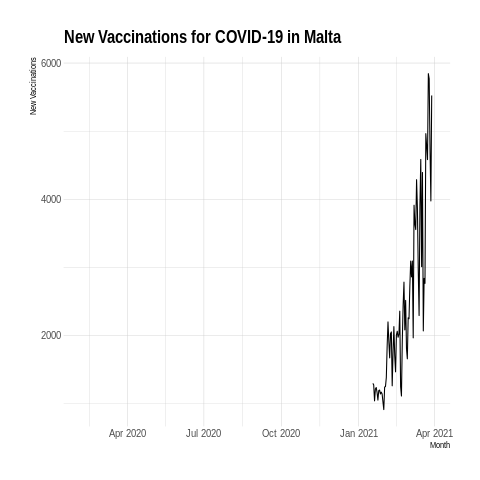 New Vaccinations for COVID-19 in Malta
New Vaccinations
6000
4000
2000
Apr 2020 Jul 2020 Oct 2020 Jan 2021 Apr 2021
Month